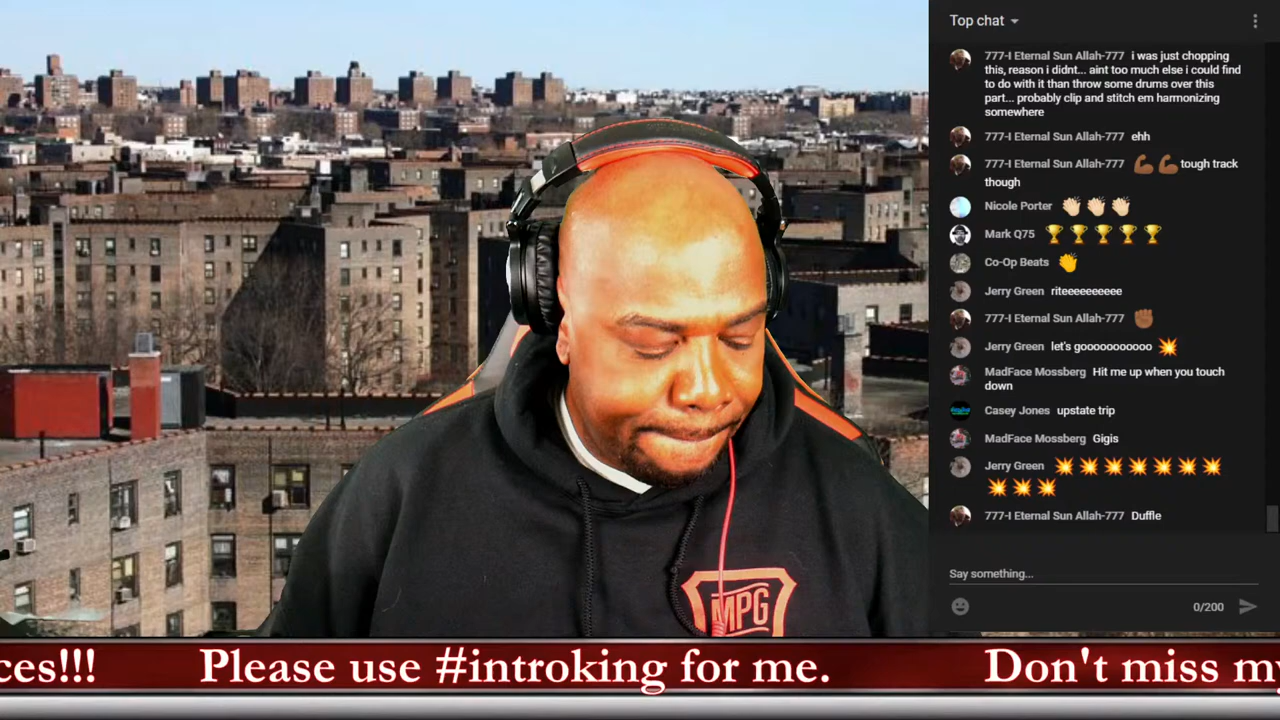 Top chat
777-I Eternal Sun Allah-777 i was just chopping
this, reason i didnt... aint too much else i could find
to do with it than throw some drums over this
part... probably clip and stitch em harmonizing
somewhere
777-I Eternal Sun Allah-777 ehh
777-I Eternal Sun Allah-777 💪🏾💪🏾tough track
though
Nicole Porter 👏🏻👏🏻👏🏻
Mark Q75 🏆🏆🏆🏆🏆
Co-Op Beats 👏
Jerry Green riteeeeeeeeee
777-I Eternal Sun Allah-777 ✊🏾
Jerry Green let's gooooooooooo 💥
MadFace Mossberg Hit me up when you touch
down
Casey Jones upstate trip
MadFace Mossberg Gigis
Jerry Green 💥💥💥💥💥💥💥
💥💥💥
777-I Eternal Sun Allah-777 Duffle
Say something...
0/200
MPG
ces!!! Please use #introking for me. Don't miss my